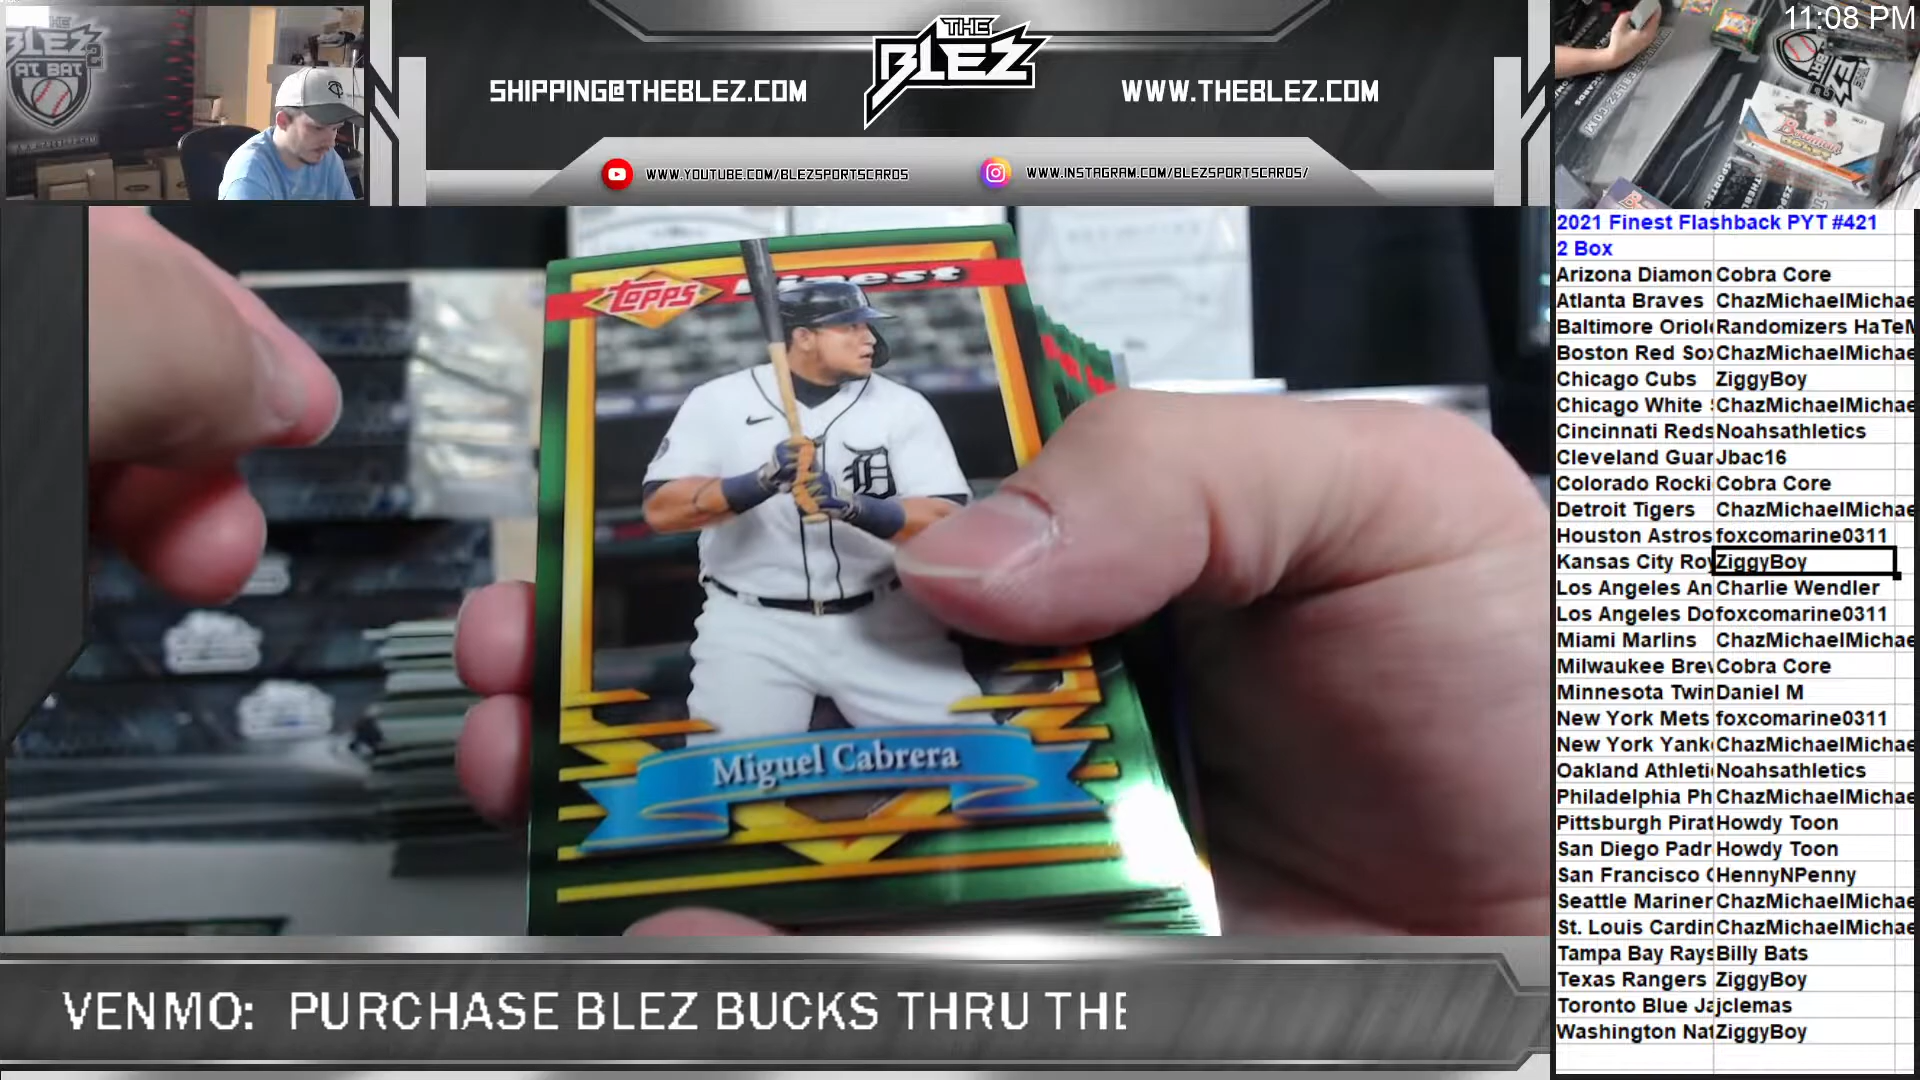 THE
BLEZ
AT BAT
SHIPPING@THEBLEZ.COM
THE
BLEZ
WWW.THEBLEZ.COM
WWW.YOUTUBE.COM/BLEZSPORTSCARDS
WWW.INSTAGRAM.COM/BLEZSPORTSCARDS/
11:08 PM
Bowman
TOPPS Finest
Miguel Cabrera
2021 Finest Flashback PYT #421
2 Box
Arizona Diamon Cobra Core
Atlanta Braves ChazMichaelMichae
Baltimore Oriol Randomizers HaTeM
Boston Red Sox ChazMichaelMichae
Chicago Cubs ZiggyBoy
Chicago White ChazMichaelMichae
Cincinnati Reds Noahsathletics
Cleveland Guar Jbac16
Colorado Rocki Cobra Core
Detroit Tigers ChazMichaelMichae
Houston Astros foxcomarine0311
Kansas City Roy ZiggyBoy
Los Angeles An Charlie Wendler
Los Angeles Do foxcomarine0311
Miami Marlins ChazMichaelMichae
Milwaukee Brew Cobra Core
Minnesota Twin Daniel M
New York Mets foxcomarine0311
New York Yank ChazMichaelMichae
Oakland Athleti Noahsathletics
Philadelphia Ph ChazMichaelMichae
Pittsburgh Pirat Howdy Toon
San Diego Padr Howdy Toon
San Francisco HennyNPenny
Seattle Mariner ChazMichaelMichae
St. Louis Cardin ChazMichaelMichae
Tampa Bay Rays Billy Bats
Texas Rangers ZiggyBoy
Toronto Blue Ja jclemas
Washington Nat ZiggyBoy
VENMO: PURCHASE BLEZ BUCKS THRU THE